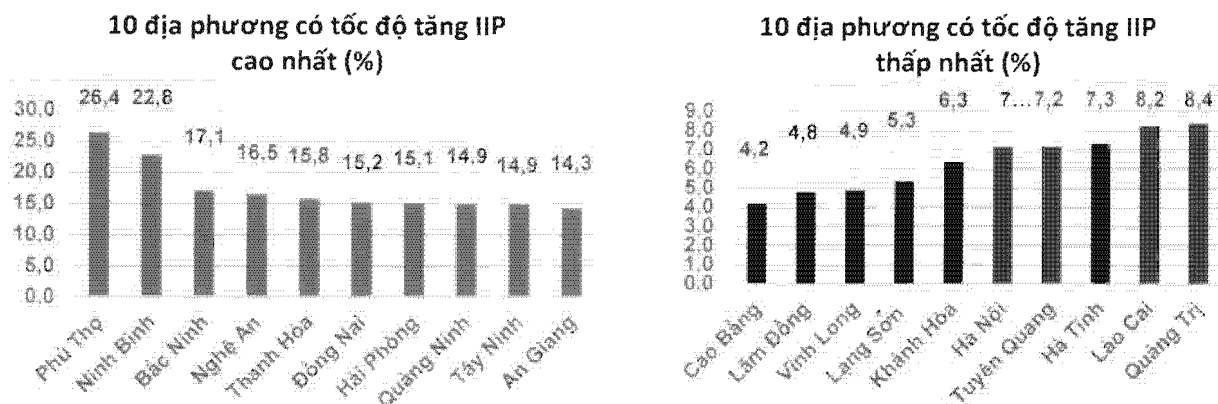 10 địa phương có tốc độ tăng IIP
cao nhất (%)
26,4 22,8 17,1 16,5 15,8 15,2 15,1 14,9 14,9 14,3
30,0
25,0
20,0
15,0
10,0
5,0
0,0
Phú Thọ
Ninh Bình
Bắc Ninh
Nghệ An
Thanh Hóa
Đồng Nai
Hải Phòng
Quảng Ninh
Tây Ninh
An Giang
10 địa phương có tốc độ tăng IIP
thấp nhất (%)
4,2 4,8 4,9 5,3 6,3 7... 7,2 7,3 8,2 8,4
9,0
8,0
7,0
6,0
5,0
4,0
3,0
2,0
1,0
0,0
Cao Bằng
Lâm Đồng
Vĩnh Long
Lạng Sơn
Khánh Hòa
Hà Nội
Tuyên Quang
Hà Tĩnh
Lào Cai
Quảng Trị